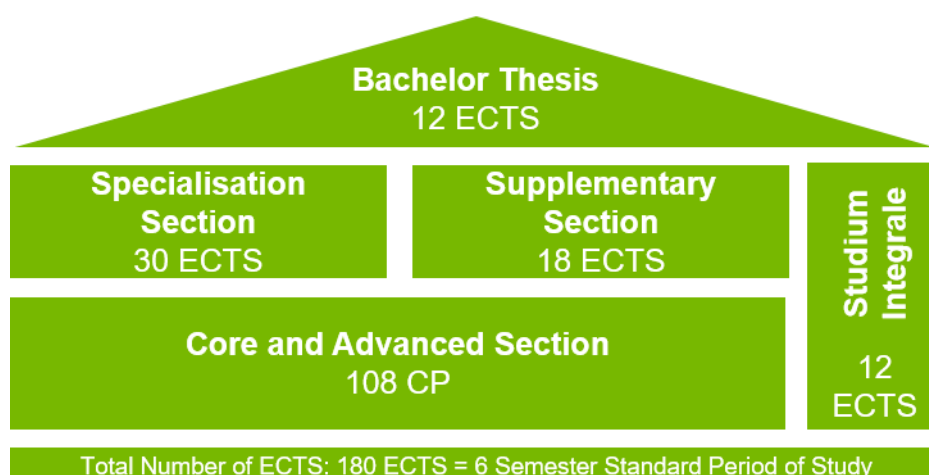 Bachelor Thesis
12 ECTS
Specialisation
Section
30 ECTS
Supplementary
Section
18 ECTS
Studium
Integrale
12
ECTS
Core and Advanced Section
108 CP
Total Number of ECTS: 180 ECTS = 6 Semester Standard Period of Study